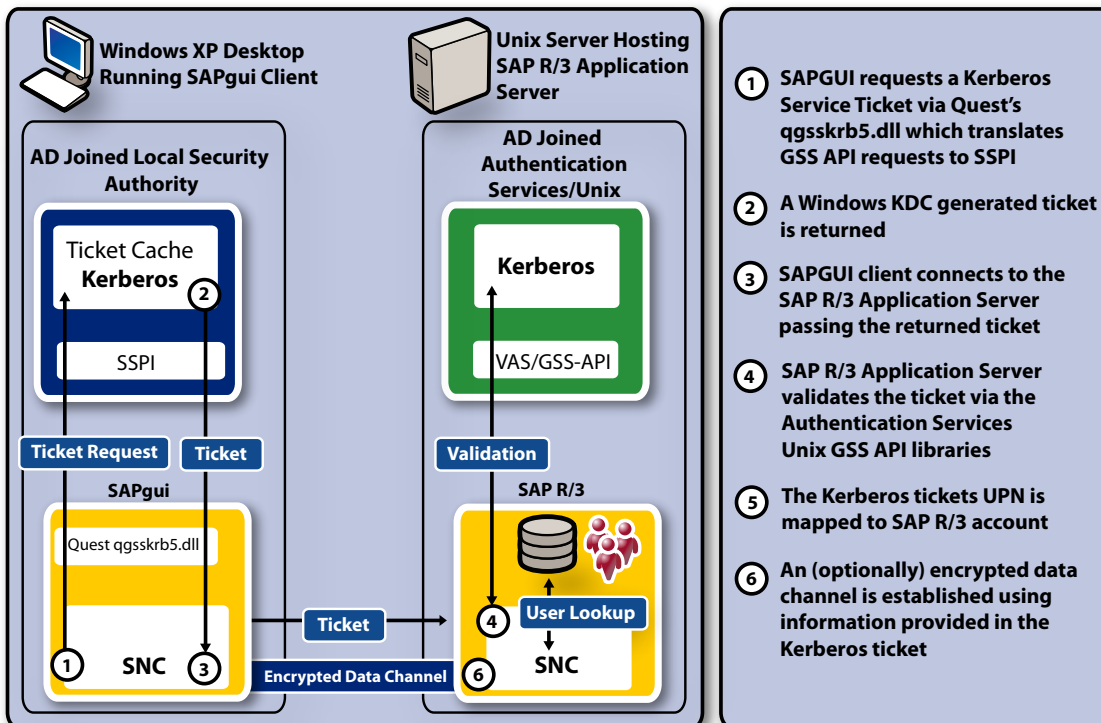 Windows XP Desktop
Running SAPgui Client
Unix Server Hosting
SAP R/3 Application
Server
AD Joined Local Security
Authority
AD Joined
Authentication
Services/Unix
Ticket Cache
Kerberos
2
SSPI
Kerberos
VAS/GSS-API
Ticket Request
Ticket
Validation
SAPgui
Quest qgsskrb5.dll
1
SNC
3
SAP R/3
4
User Lookup
SNC
6
Ticket
Encrypted Data Channel
1
SAPGUI requests a Kerberos
Service Ticket via Quest's
qgsskrb5.dll which translates
GSS API requests to SSPI
2
A Windows KDC generated ticket
is returned
3
SAPGUI client connects to the
SAP R/3 Application Server
passing the returned ticket
4
SAP R/3 Application Server
validates the ticket via the
Authentication Services
Unix GSS API libraries
5
The Kerberos tickets UPN is
mapped to SAP R/3 account
6
An (optionally) encrypted data
channel is established using
information provided in the
Kerberos ticket